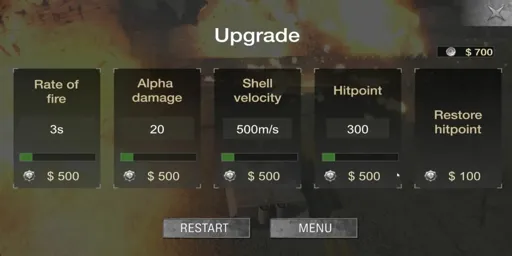 Upgrade
$ 700
Rate of
fire
3s
$ 500
Alpha
damage
20
$ 500
Shell
velocity
500m/s
$ 500
Hitpoint
300
$ 500
Restore
hitpoint
$ 100
RESTART
MENU